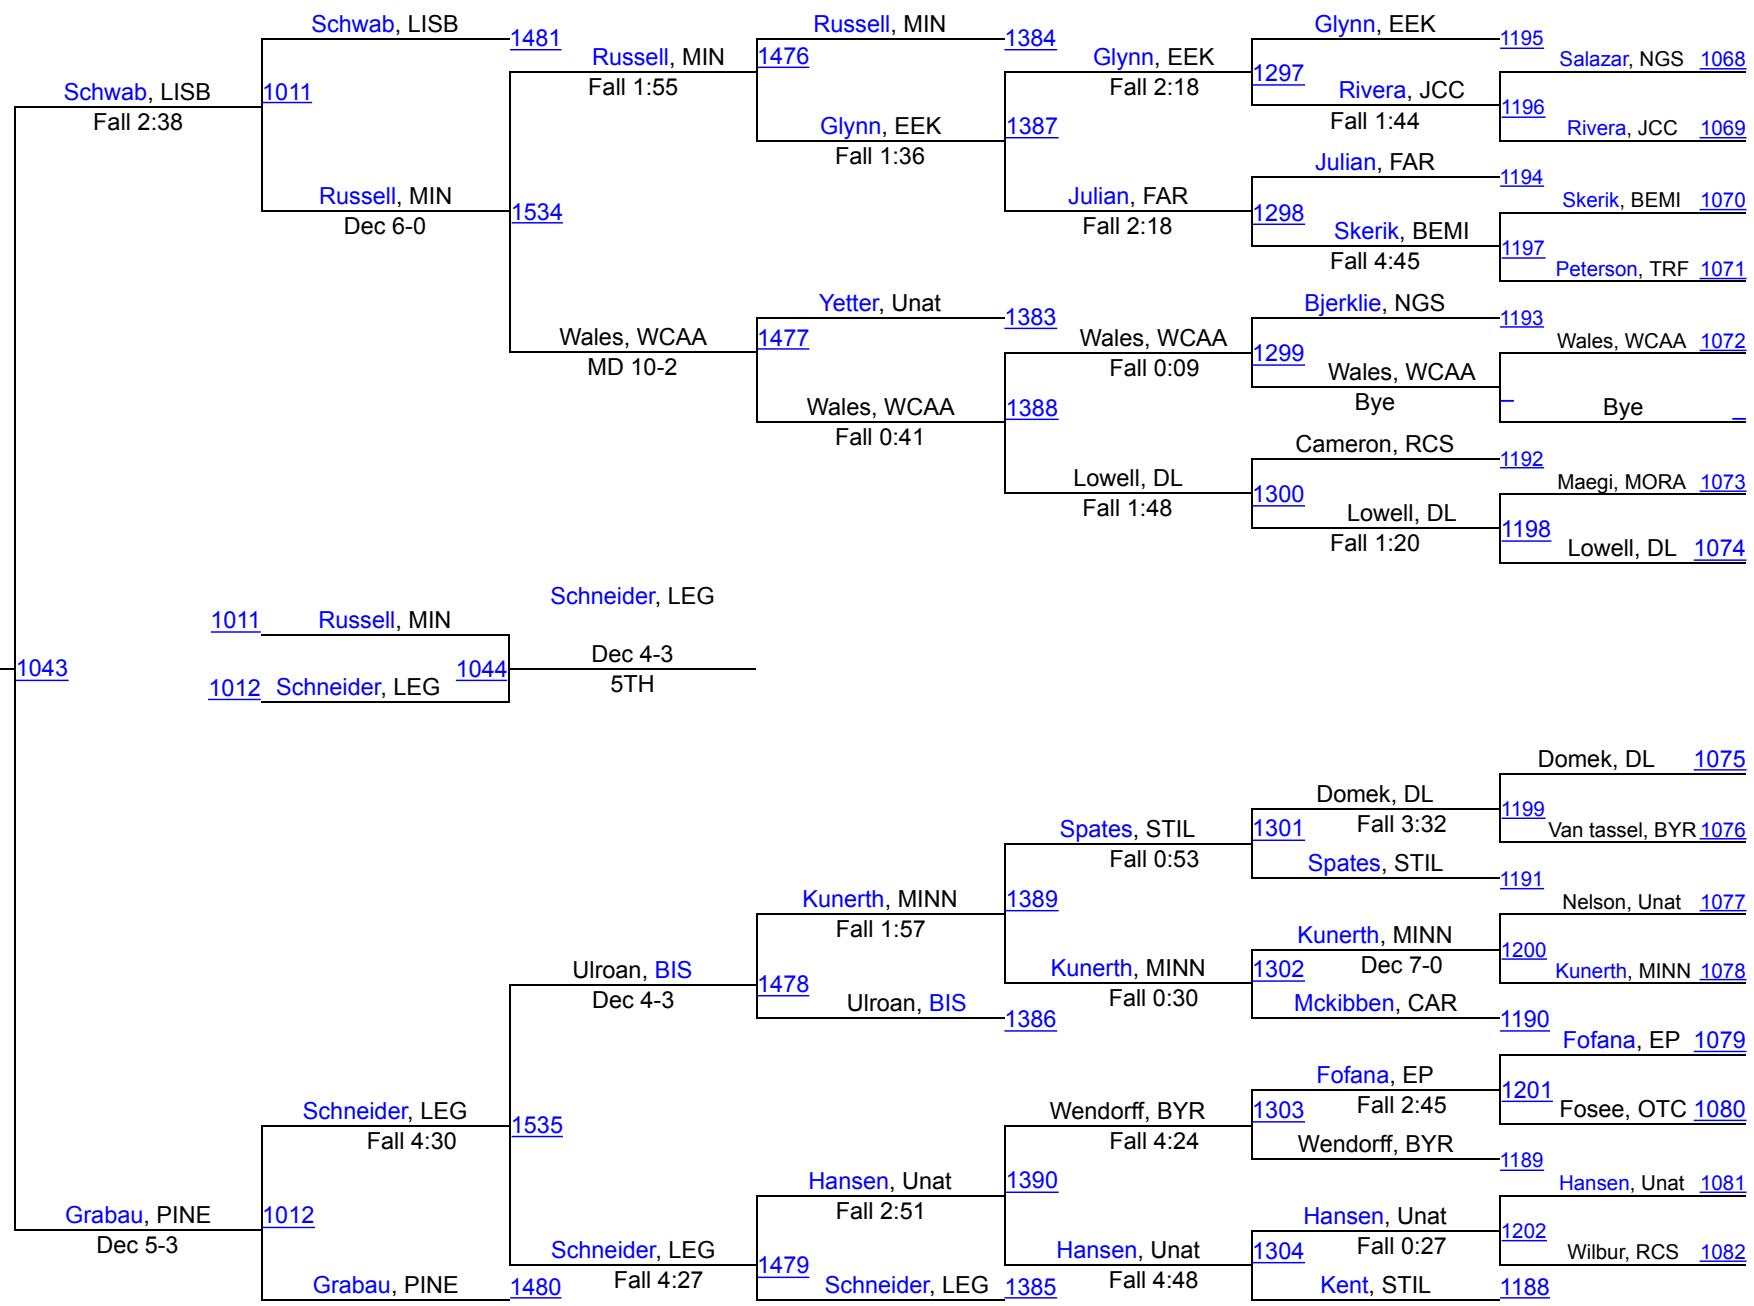 Schwab, LISB
1481
Russell, MIN
1384
Glynn, EEK
1195
Russell, MIN
Fall 1:55
1476
Glynn, EEK
Fall 2:18
1297
Salazar, NGS 1068
Schwab, LISB
Fall 2:38
1011
Rivera, JCC
Fall 1:44
1196
Glynn, EEK
Fall 1:36
1387
Rivera, JCC 1069
Julian, FAR
1194
Russell, MIN
Dec 6-0
1534
Julian, FAR
Fall 2:18
1298
Skerik, BEMI 1070
Skerik, BEMI
Fall 4:45
1197
Peterson, TRF 1071
Yetter, Unat
1383
Bjerklie, NGS
1193
Wales, WCAA
MD 10-2
1477
Wales, WCAA
Fall 0:09
1299
Wales, WCAA 1072
Wales, WCAA
Bye
Wales, WCAA
Fall 0:41
1388
Bye
Cameron, RCS
1192
Lowell, DL
Fall 1:48
1300
Maegi, MORA 1073
Lowell, DL
Fall 1:20
1198
Lowell, DL 1074
Schneider, LEG
1011 Russell, MIN
1043
1044
Dec 4-3
5TH
1012 Schneider, LEG
Domek, DL 1075
Domek, DL
Fall 3:32
1199
Spates, STIL
Fall 0:53
1301
Van tassel, BYR 1076
Spates, STIL
1191
Kunerth, MINN
Fall 1:57
1389
Nelson, Unat 1077
Kunerth, MINN
Dec 7-0
1200
Ulroan, BIS
Dec 4-3
1478
Kunerth, MINN
Fall 0:30
1302
Kunerth, MINN 1078
Ulroan, BIS
1386
Mckibben, CAR
1190
Fofana, EP 1079
Fofana, EP
Fall 2:45
1201
Schneider, LEG
Fall 4:30
1535
Wendorff, BYR
Fall 4:24
1303
Fosee, OTC 1080
Wendorff, BYR
1189
Hansen, Unat
Fall 2:51
1390
Hansen, Unat 1081
Grabau, PINE
Dec 5-3
1012
Hansen, Unat
Fall 0:27
1202
Schneider, LEG
Fall 4:27
1479
Hansen, Unat
Fall 4:48
1304
Wilbur, RCS 1082
Grabau, PINE
1480
Schneider, LEG
1385
Kent, STIL
1188